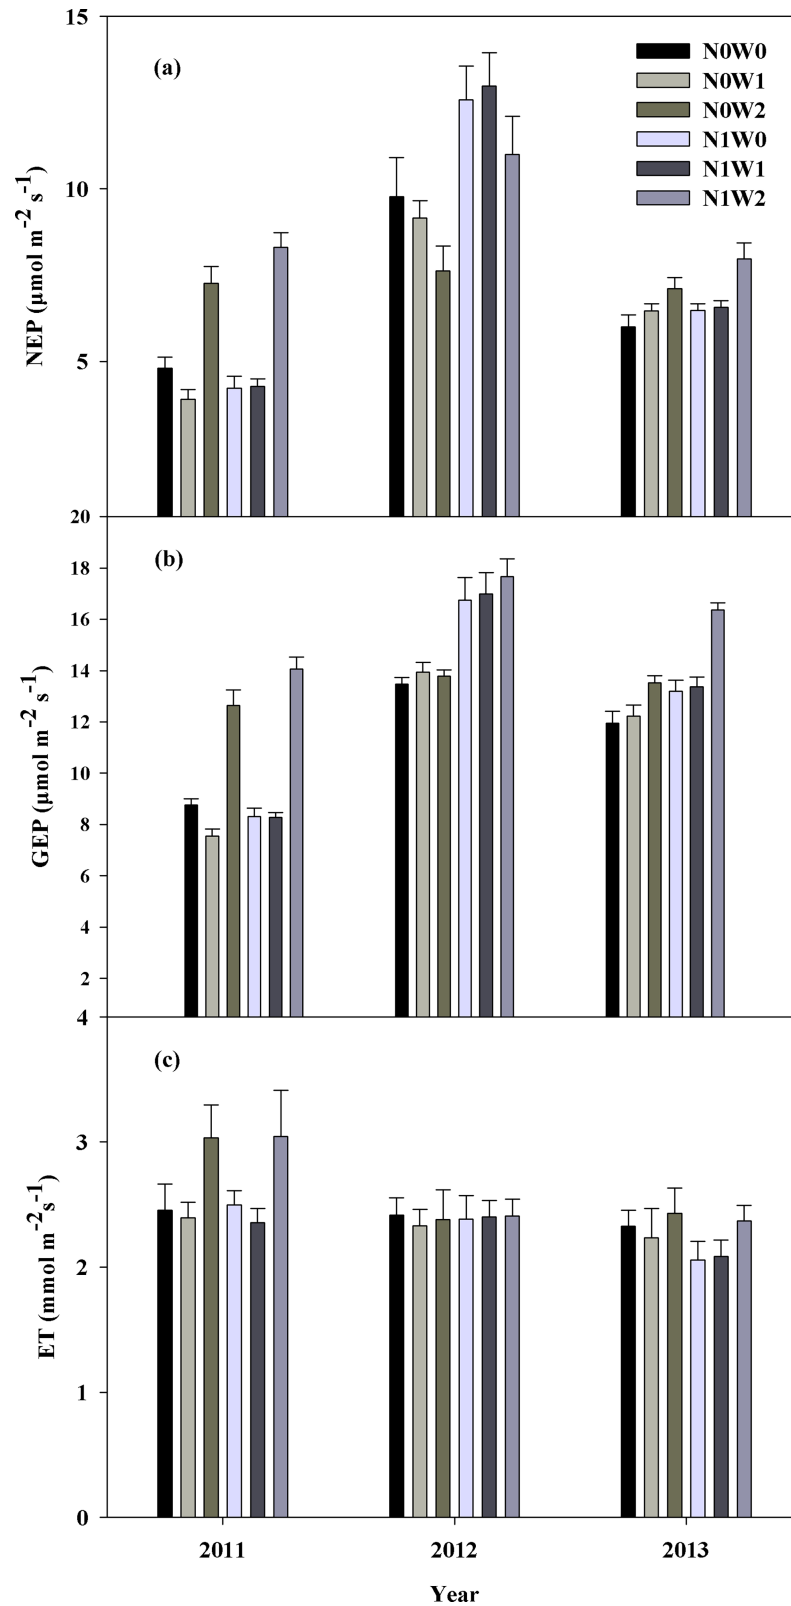 15
(a)
N0W0
N0W1
N0W2
N1W0
N1W1
N1W2
10
5
NEP (μmol m-2 s-1)
20
(b)
18
16
14
12
10
8
6
4
2
GEP (μmol m-2 s-1)
4
(c)
3
2
1
0
ET (mmol m-2s-1)
2011 2012 2013
Year